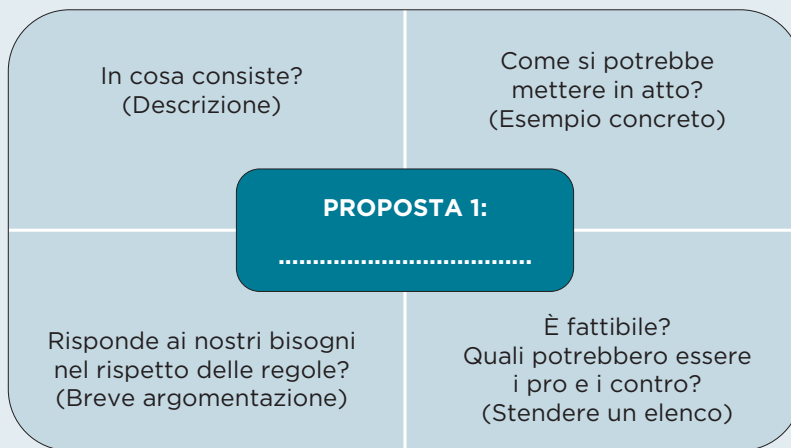 In cosa consiste?
(Descrizione)
Come si potrebbe
mettere in atto?
(Esempio concreto)
PROPOSTA 1:
.....................................
Risponde ai nostri bisogni
nel rispetto delle regole?
(Breve argomentazione)
È fattibile?
Quali potrebbero essere
i pro e i contro?
(Stendere un elenco)